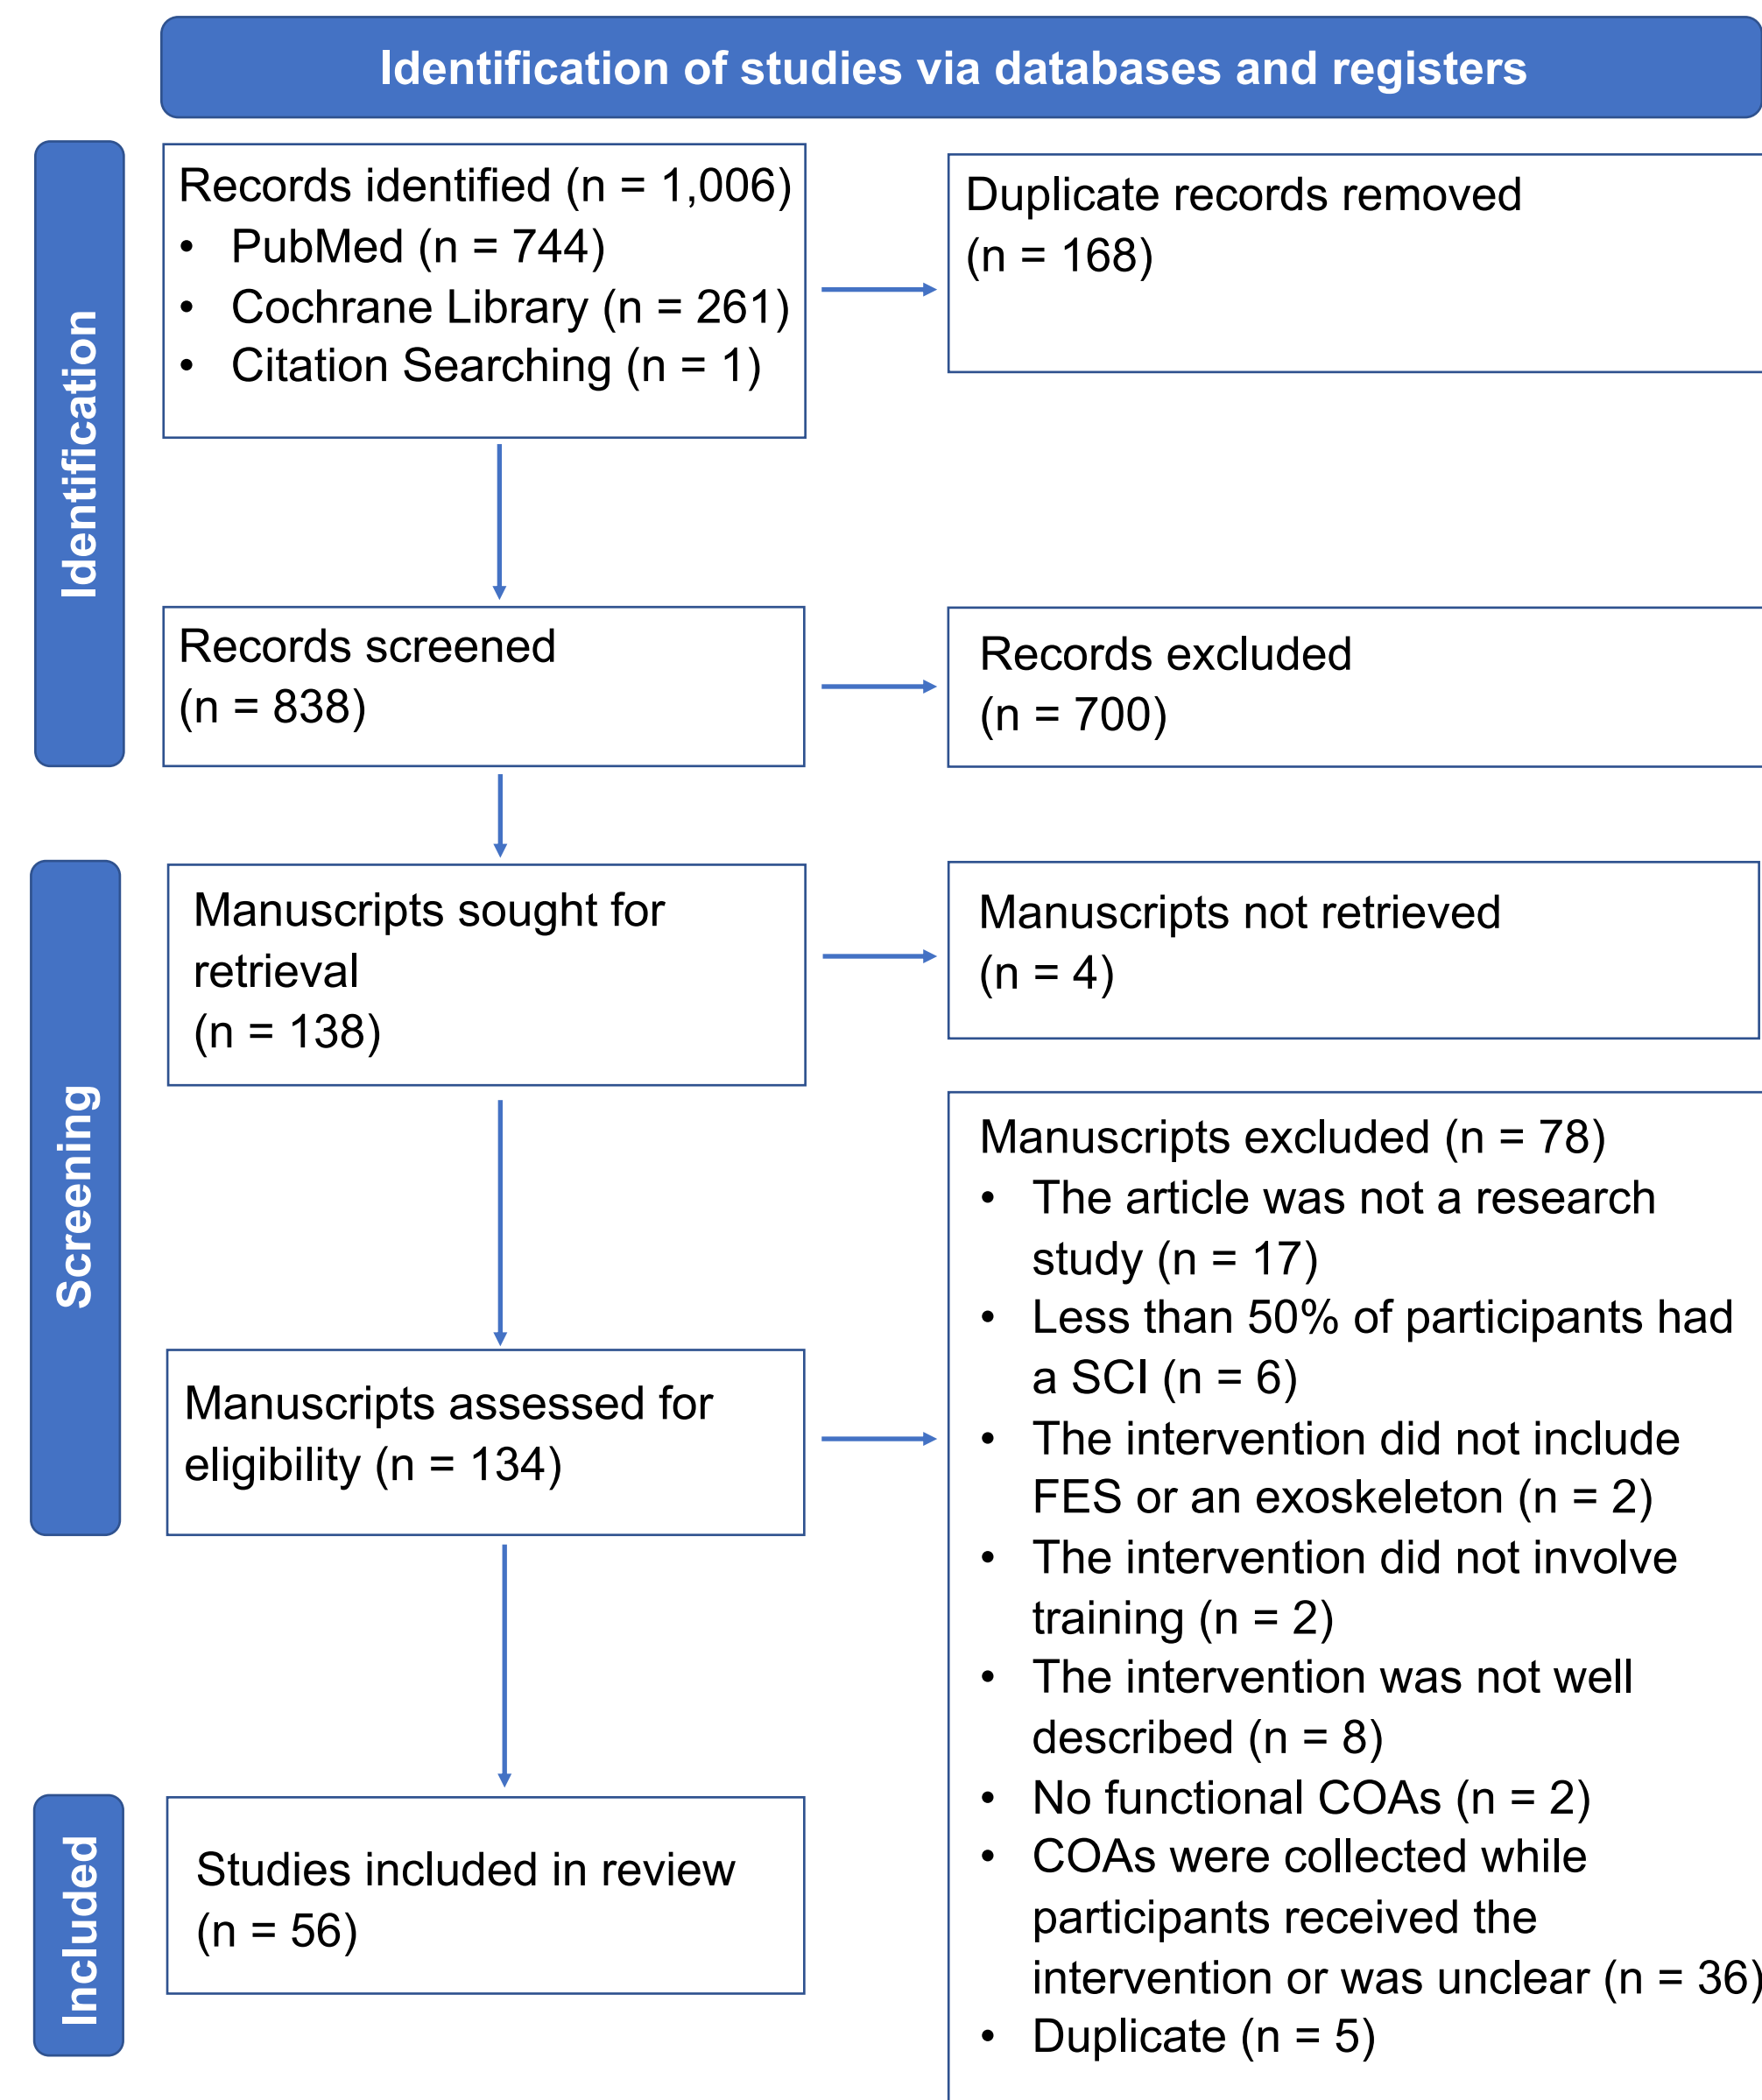 Identification of studies via databases and registers
Identification
Records identified (n = 1,006)
• PubMed (n = 744)
• Cochrane Library (n = 261)
• Citation Searching (n = 1)
Duplicate records removed
(n = 168)
Records screened
(n = 838)
Records excluded
(n = 700)
Screening
Manuscripts sought for
retrieval
(n = 138)
Manuscripts not retrieved
(n = 4)
Manuscripts assessed for
eligibility (n = 134)
Manuscripts excluded (n = 78)
• The article was not a research
study (n = 17)
• Less than 50% of participants had
a SCI (n = 6)
• The intervention did not include
FES or an exoskeleton (n = 2)
• The intervention did not involve
training (n = 2)
• The intervention was not well
described (n = 8)
• No functional COAs (n = 2)
• COAs were collected while
participants received the
intervention or was unclear (n = 36)
• Duplicate (n = 5)
Included
Studies included in review
(n = 56)